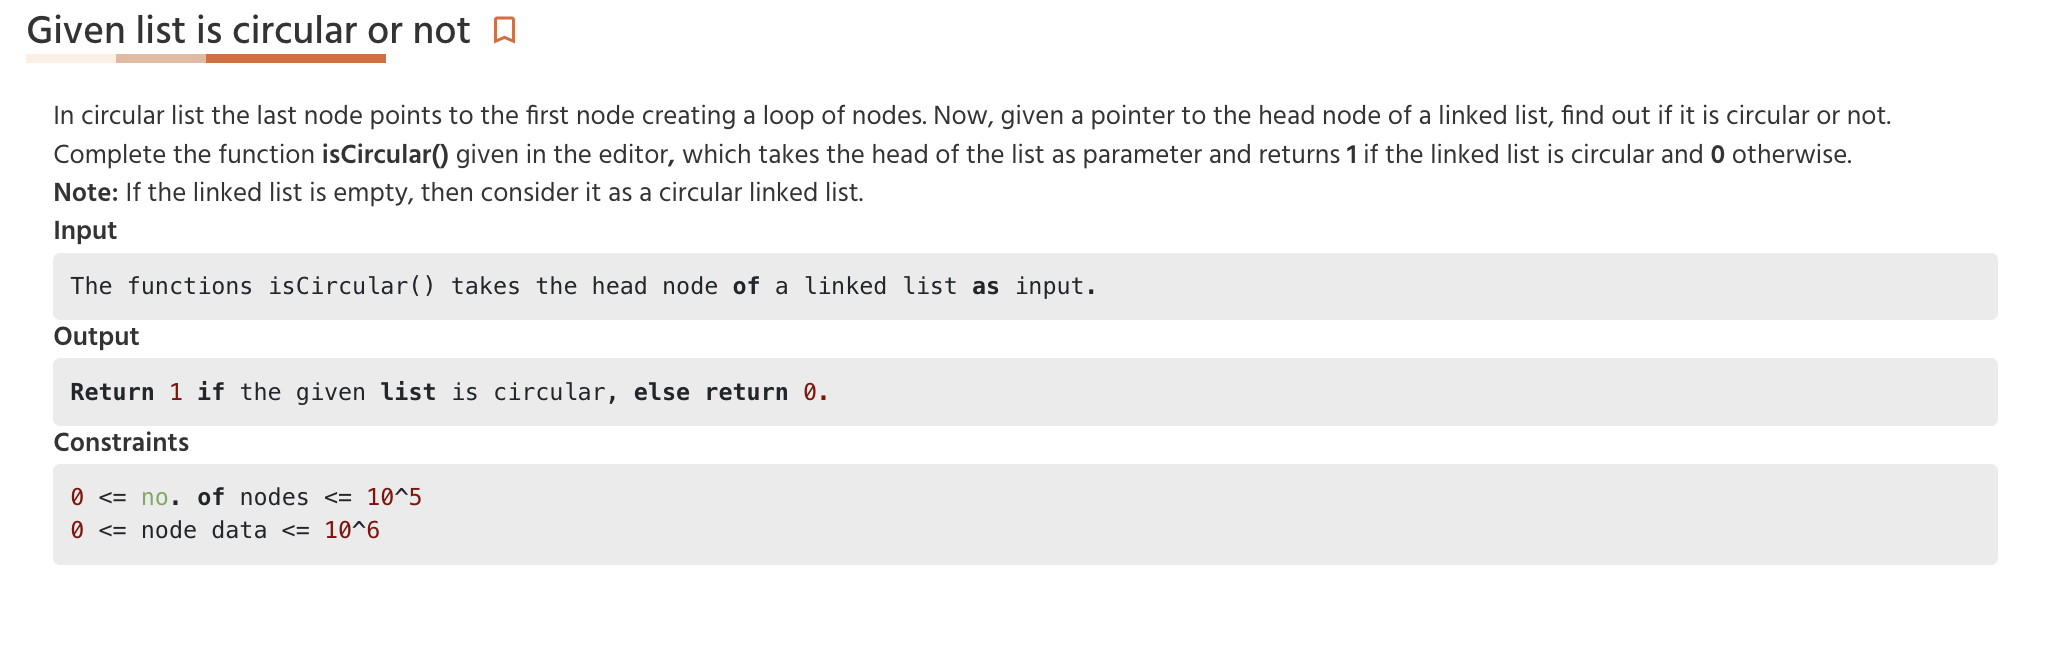 Given list is circular or not
In circular list the last node points to the first node creating a loop of nodes. Now, given a pointer to the head node of a linked list, find out if it is circular or not.
Complete the function isCircular() given in the editor, which takes the head of the list as parameter and returns 1 if the linked list is circular and 0 otherwise.
Note: If the linked list is empty, then consider it as a circular linked list.
Input
The functions isCircular() takes the head node of a linked list as input.
Output
Return 1 if the given list is circular, else return 0.
Constraints
0 <= no. of nodes <= 10^5
0 <= node data <= 10^6